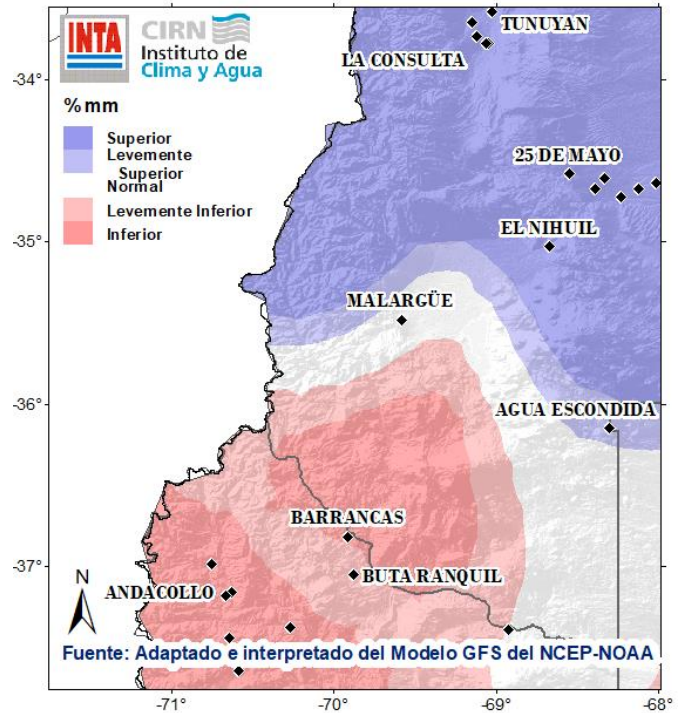 INTA
CIRN
Instituto de
Clima y Agua
% mm
Superior
Levemente
Superior
Normal
Levemente Inferior
Inferior
TUNUYAN
LA CONSULTA
25 DE MAYO
EL NIHUIL
MALARGÜE
AGUA ESCONDIDA
BARRANCAS
BUTA RANQUIL
ANDACOLLO
N
Fuente: Adaptado e interpretado del Modelo GFS del NCEP-NOAA
-34°
-35°
-36°
-37°
-71°
-70°
-69°
-68°